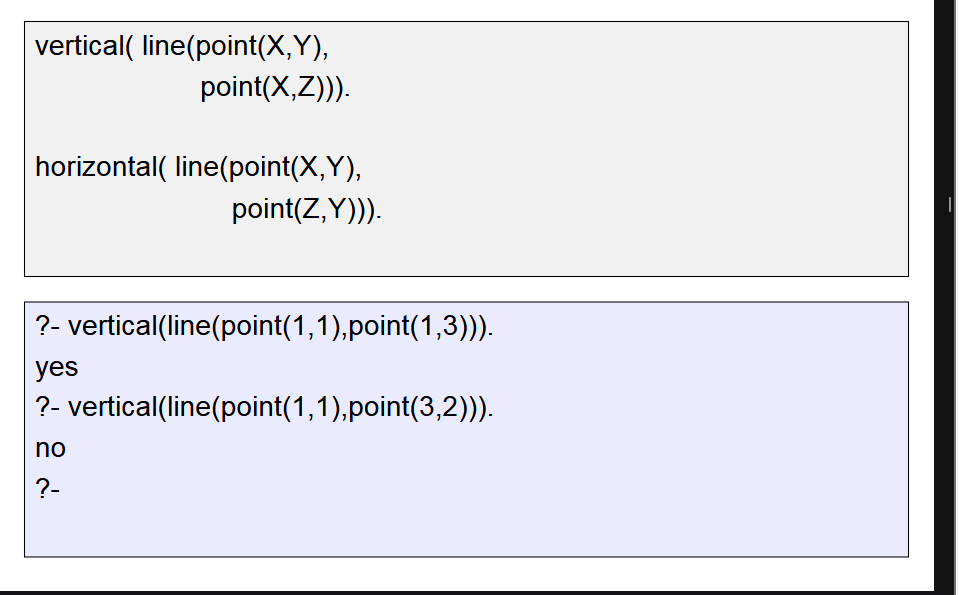 vertical( line(point(X,Y),
point(X,Z))).
horizontal( line(point(X,Y),
point(Z,Y))).
?- vertical(line(point(1,1),point(1,3))).
yes
?- vertical(line(point(1,1),point(3,2))).
no
?-